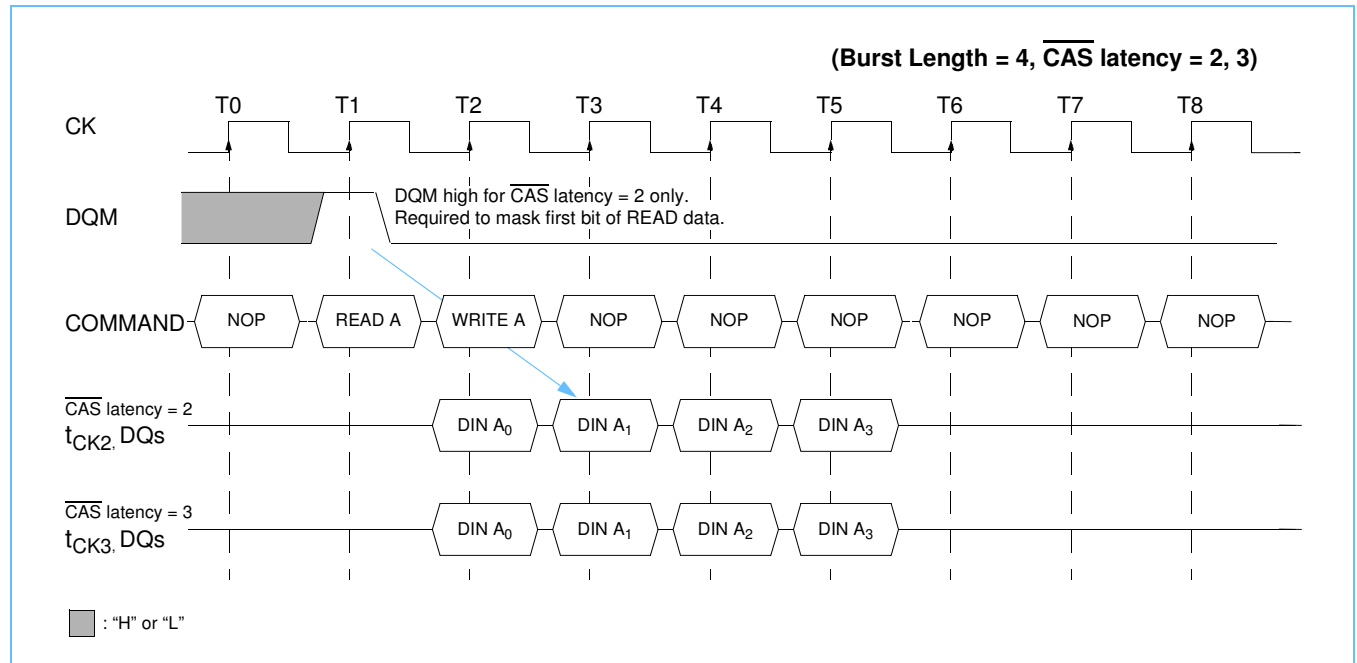 (Burst Length = 4, CAS latency = 2, 3)
T0 T1 T2 T3 T4 T5 T6 T7 T8
CK
DQM
DQM high for CAS latency = 2 only.
Required to mask first bit of READ data.
COMMAND NOP READ A WRITE A NOP NOP NOP NOP NOP NOP
CAS latency = 2
tCK2, DQs DIN A0 DIN A1 DIN A2 DIN A3
CAS latency = 3
tCK3, DQs DIN A0 DIN A1 DIN A2 DIN A3
: “H” or “L”